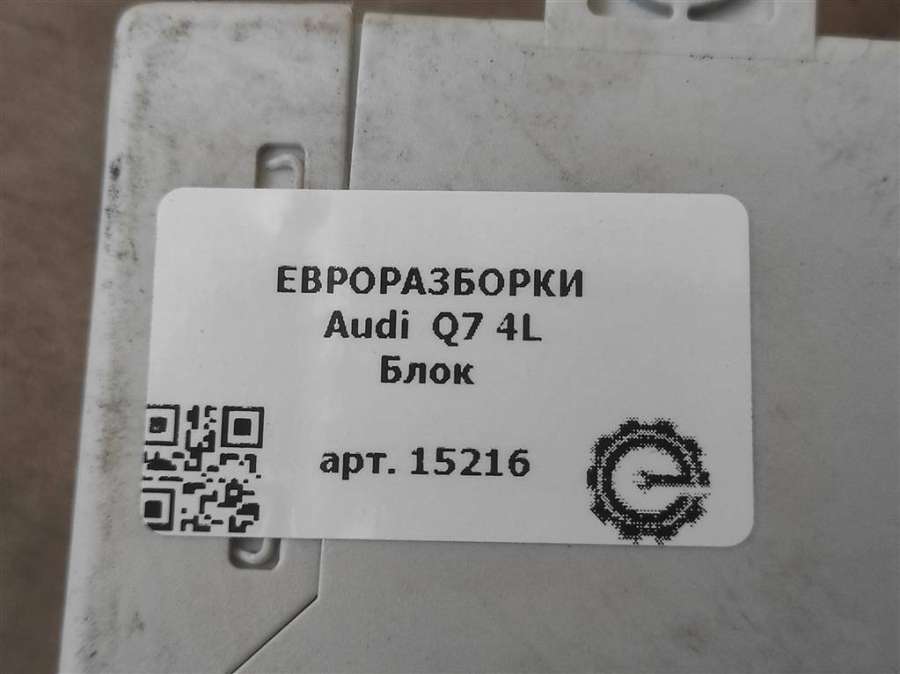 ЕВРОРАЗБОРКИ
Audi Q7 4L
Блок
арт. 15216